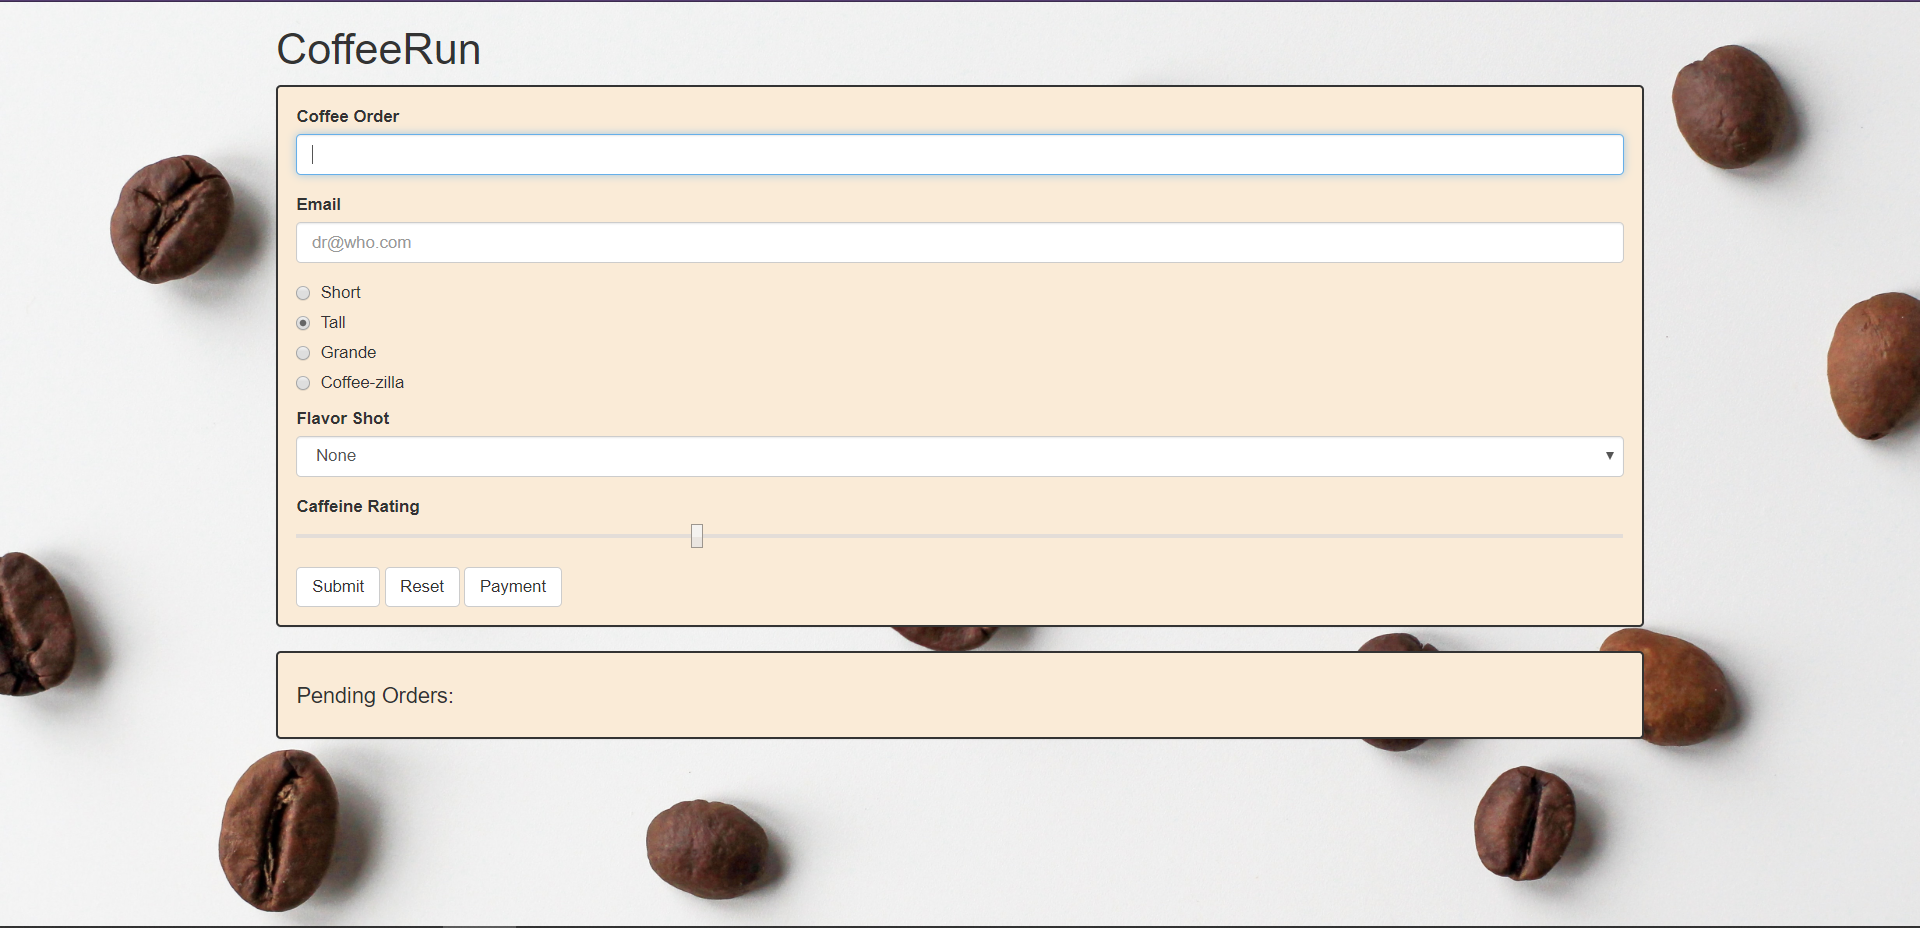 CoffeeRun
Coffee Order
Email
dr@who.com
Short
Tall
Grande
Coffee-zilla
Flavor Shot
None
Caffeine Rating
Submit Reset Payment
Pending Orders: